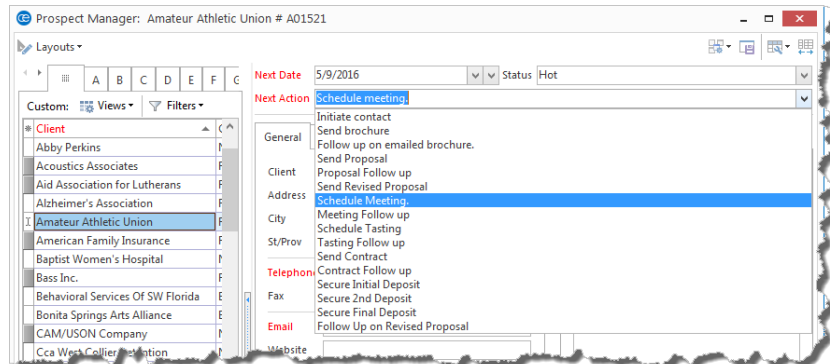 Prospect Manager: Amateur Athletic Union # A01521
Layouts
A B C D E F G
Custom: Views Filters
Client
Abby Perkins
Acoustics Associates
Aid Association for Lutherans
Alzheimer's Association
Amateur Athletic Union
American Family Insurance
Baptist Women's Hospital
Bass Inc.
Behavioral Services Of SW Florida
Bonita Springs Arts Alliance
CAM/USON Company
Cca West Collier
Next Date 5/9/2016 Status Hot
Next Action Schedule meeting.
Initiate contact
Send brochure
Follow up on emailed brochure.
Send Proposal
Proposal Follow up
Send Revised Proposal
Schedule Meeting.
Meeting Follow up
Schedule Tasting
Tasting Follow up
Send Contract
Contract Follow up
Secure Initial Deposit
Secure 2nd Deposit
Secure Final Deposit
Follow Up on Revised Proposal
General
Client
Address
City
St/Prov
Telephon
Fax
Email
Website